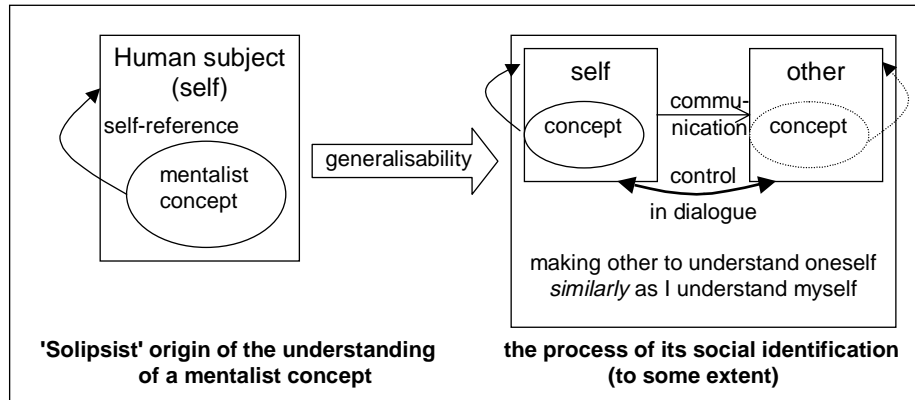 Human subject
(self)
self-reference
mentalist
concept
generalisability
self
other
concept
commu-
nication
concept
control
in dialogue
making other to understand oneself
similarly as I understand myself
'Solipsist' origin of the understanding
of a mentalist concept
the process of its social identification
(to some extent)